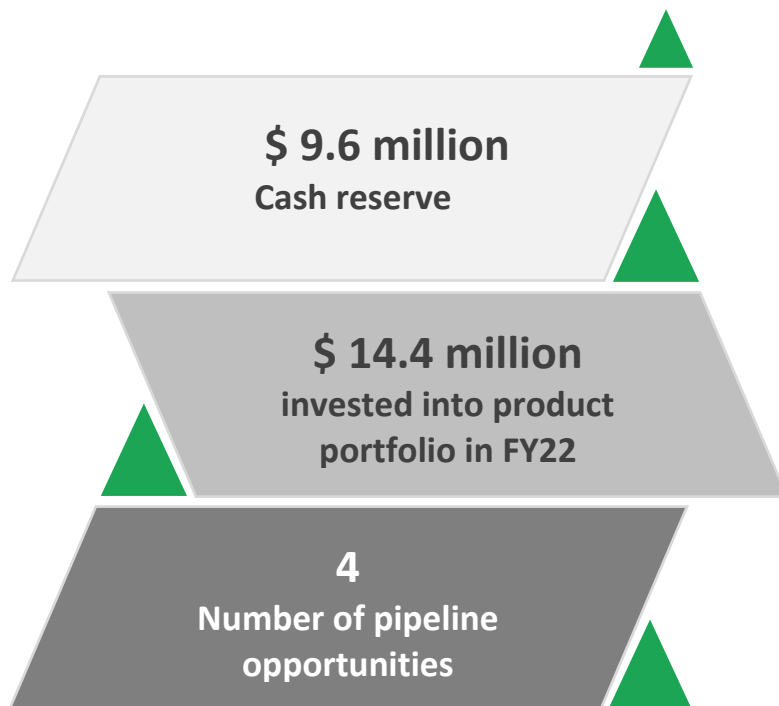 $ 9.6 million
Cash reserve
$ 14.4 million
invested into product
portfolio in FY22
4
Number of pipeline
opportunities